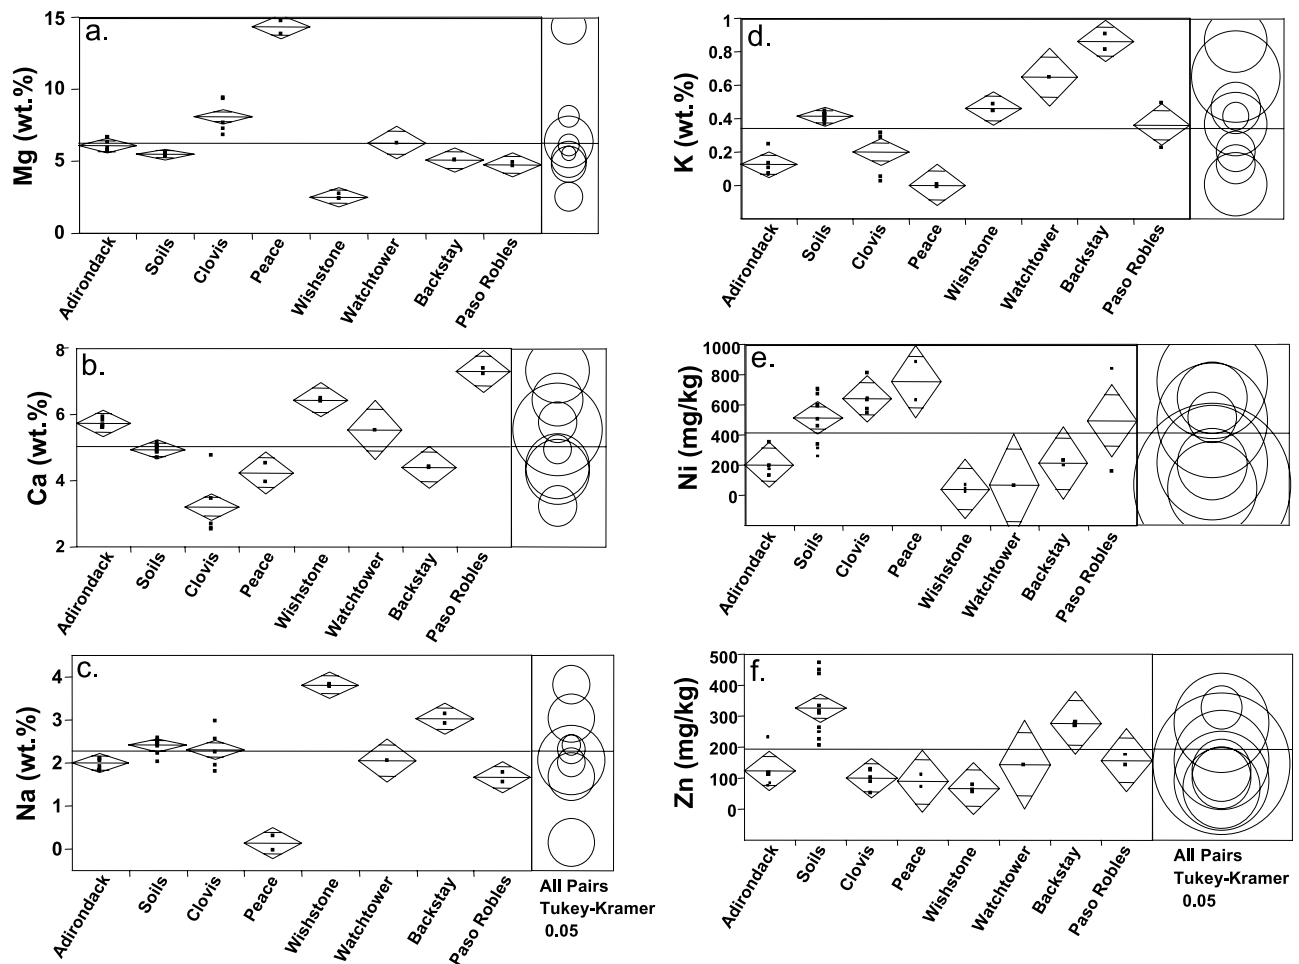 a.
Mg (wt.%)
15
10
5
0
Adirondack
Soils
Clovis
Peace
Wishstone
Watchtower
Backstay
Paso Robles
b.
Ca (wt.%)
8
6
4
2
Adirondack
Soils
Clovis
Peace
Wishstone
Watchtower
Backstay
Paso Robles
c.
Na (wt.%)
4
3
2
1
0
Adirondack
Soils
Clovis
Peace
Wishstone
Watchtower
Backstay
Paso Robles
All Pairs
Tukey-Kramer
0.05
d.
K (wt.%)
1
0.8
0.6
0.4
0.2
0
Adirondack
Soils
Clovis
Peace
Wishstone
Watchtower
Backstay
Paso Robles
e.
Ni (mg/kg)
1000
800
600
400
200
0
Adirondack
Soils
Clovis
Peace
Wishstone
Watchtower
Backstay
Paso Robles
f.
Zn (mg/kg)
500
400
300
200
100
0
Adirondack
Soils
Clovis
Peace
Wishstone
Watchtower
Backstay
Paso Robles
All Pairs
Tukey-Kramer
0.05